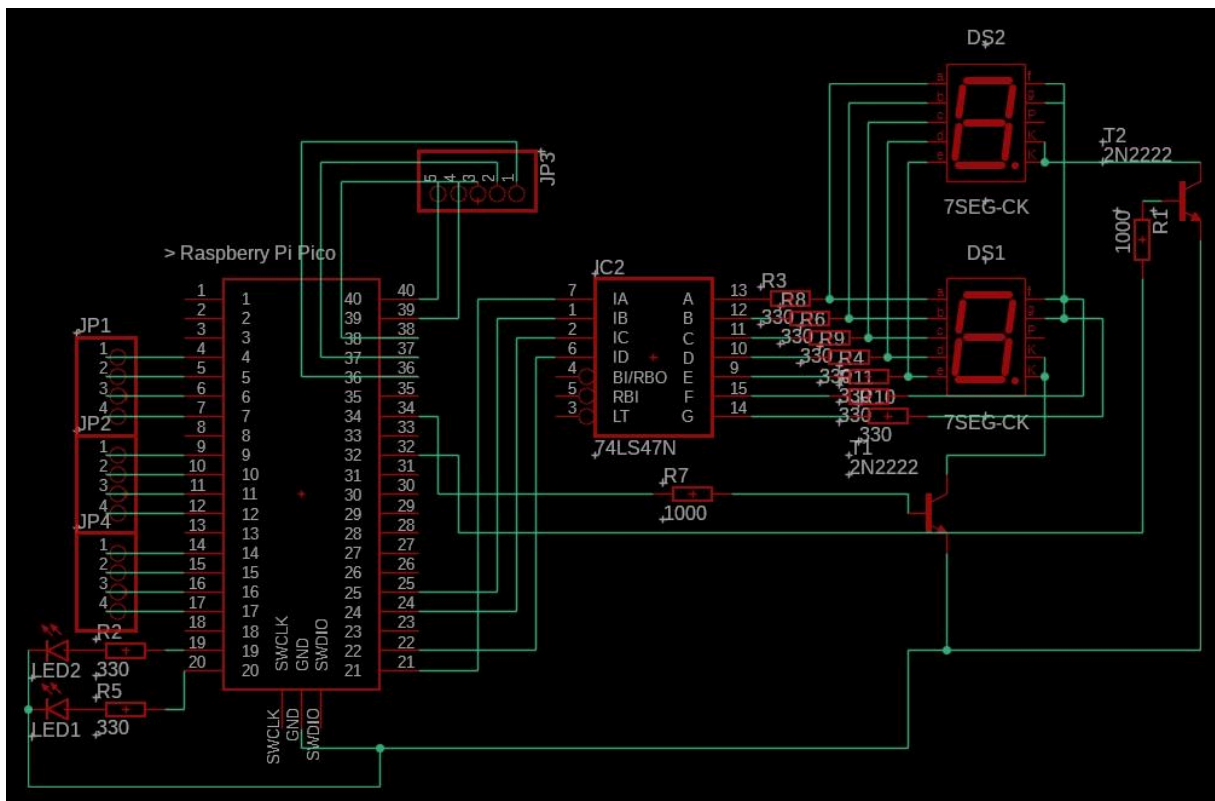 DS2
T2
2N2222
R1
1000
7SEG-CK
JP3
5 4 3 2 1
> Raspberry Pi Pico
IC2
DS1
7SEG-CK
74LS47N
7 IA A 13
1 IB B 12
2 IC C 11
6 ID D 10
4 BI/RBO E 9
5 RBI F 15
3 LT G 14
R3
R8
330
R6
330
R9
330
R4
330
R11
330
R10
330
330
T1
2N2222
R7
1000
JP1
1
2
3
4
JP2
1
2
3
4
JP4
1
2
3
4
1 1 40 40
2 2 39 39
3 3 38 38
4 4 37 37
5 5 36 36
6 6 35 35
7 7 34 34
8 8 33 33
9 9 32 32
10 10 31 31
11 11 30 30
12 12 29 29
13 13 28 28
14 14 27 27
15 15 26 26
16 16 25 25
17 17 24 24
18 18 23 23
19 19 22 22
20 20 21 21
SWCLK
GND
SWDIO
SWCLK
GND
SWDIO
R2
330
LED2
R5
330
LED1